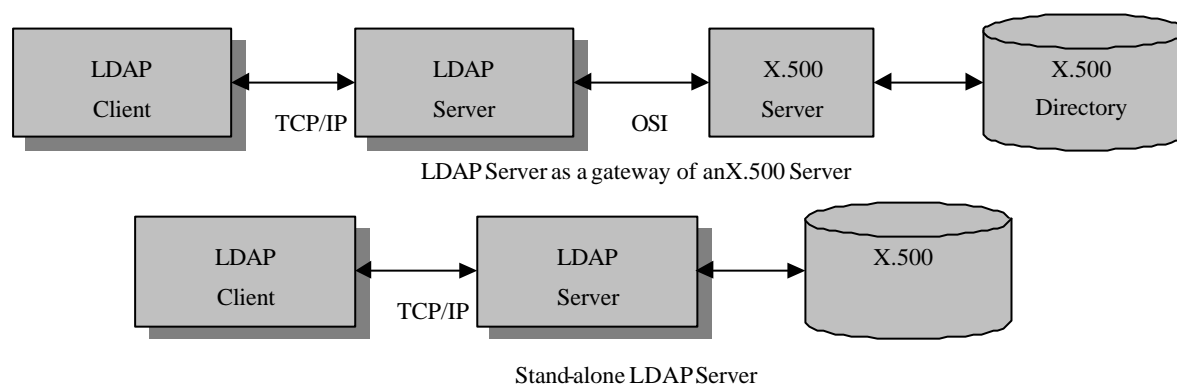 LDAP
Client
LDAP
Server
X.500
Server
X.500
Directory
TCP/IP
OSI
LDAP Server as a gateway of anX.500 Server
LDAP
Client
LDAP
Server
X.500
TCP/IP
Stand-alone LDAP Server